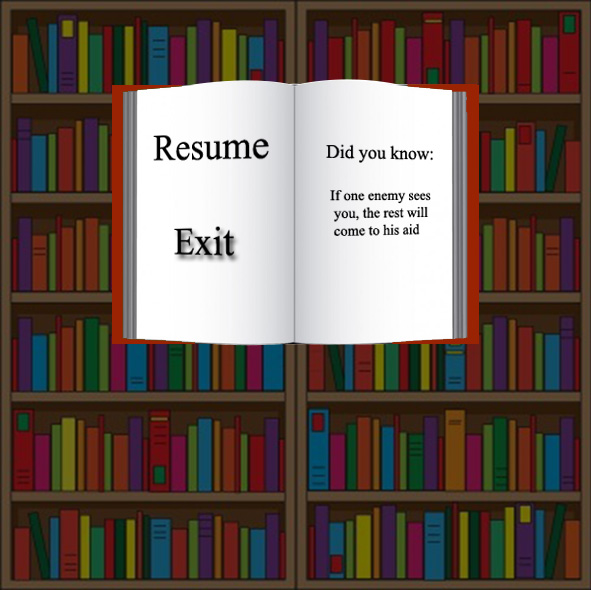 Resume
Exit
Did you know:
If one enemy sees
you, the rest will
come to his aid